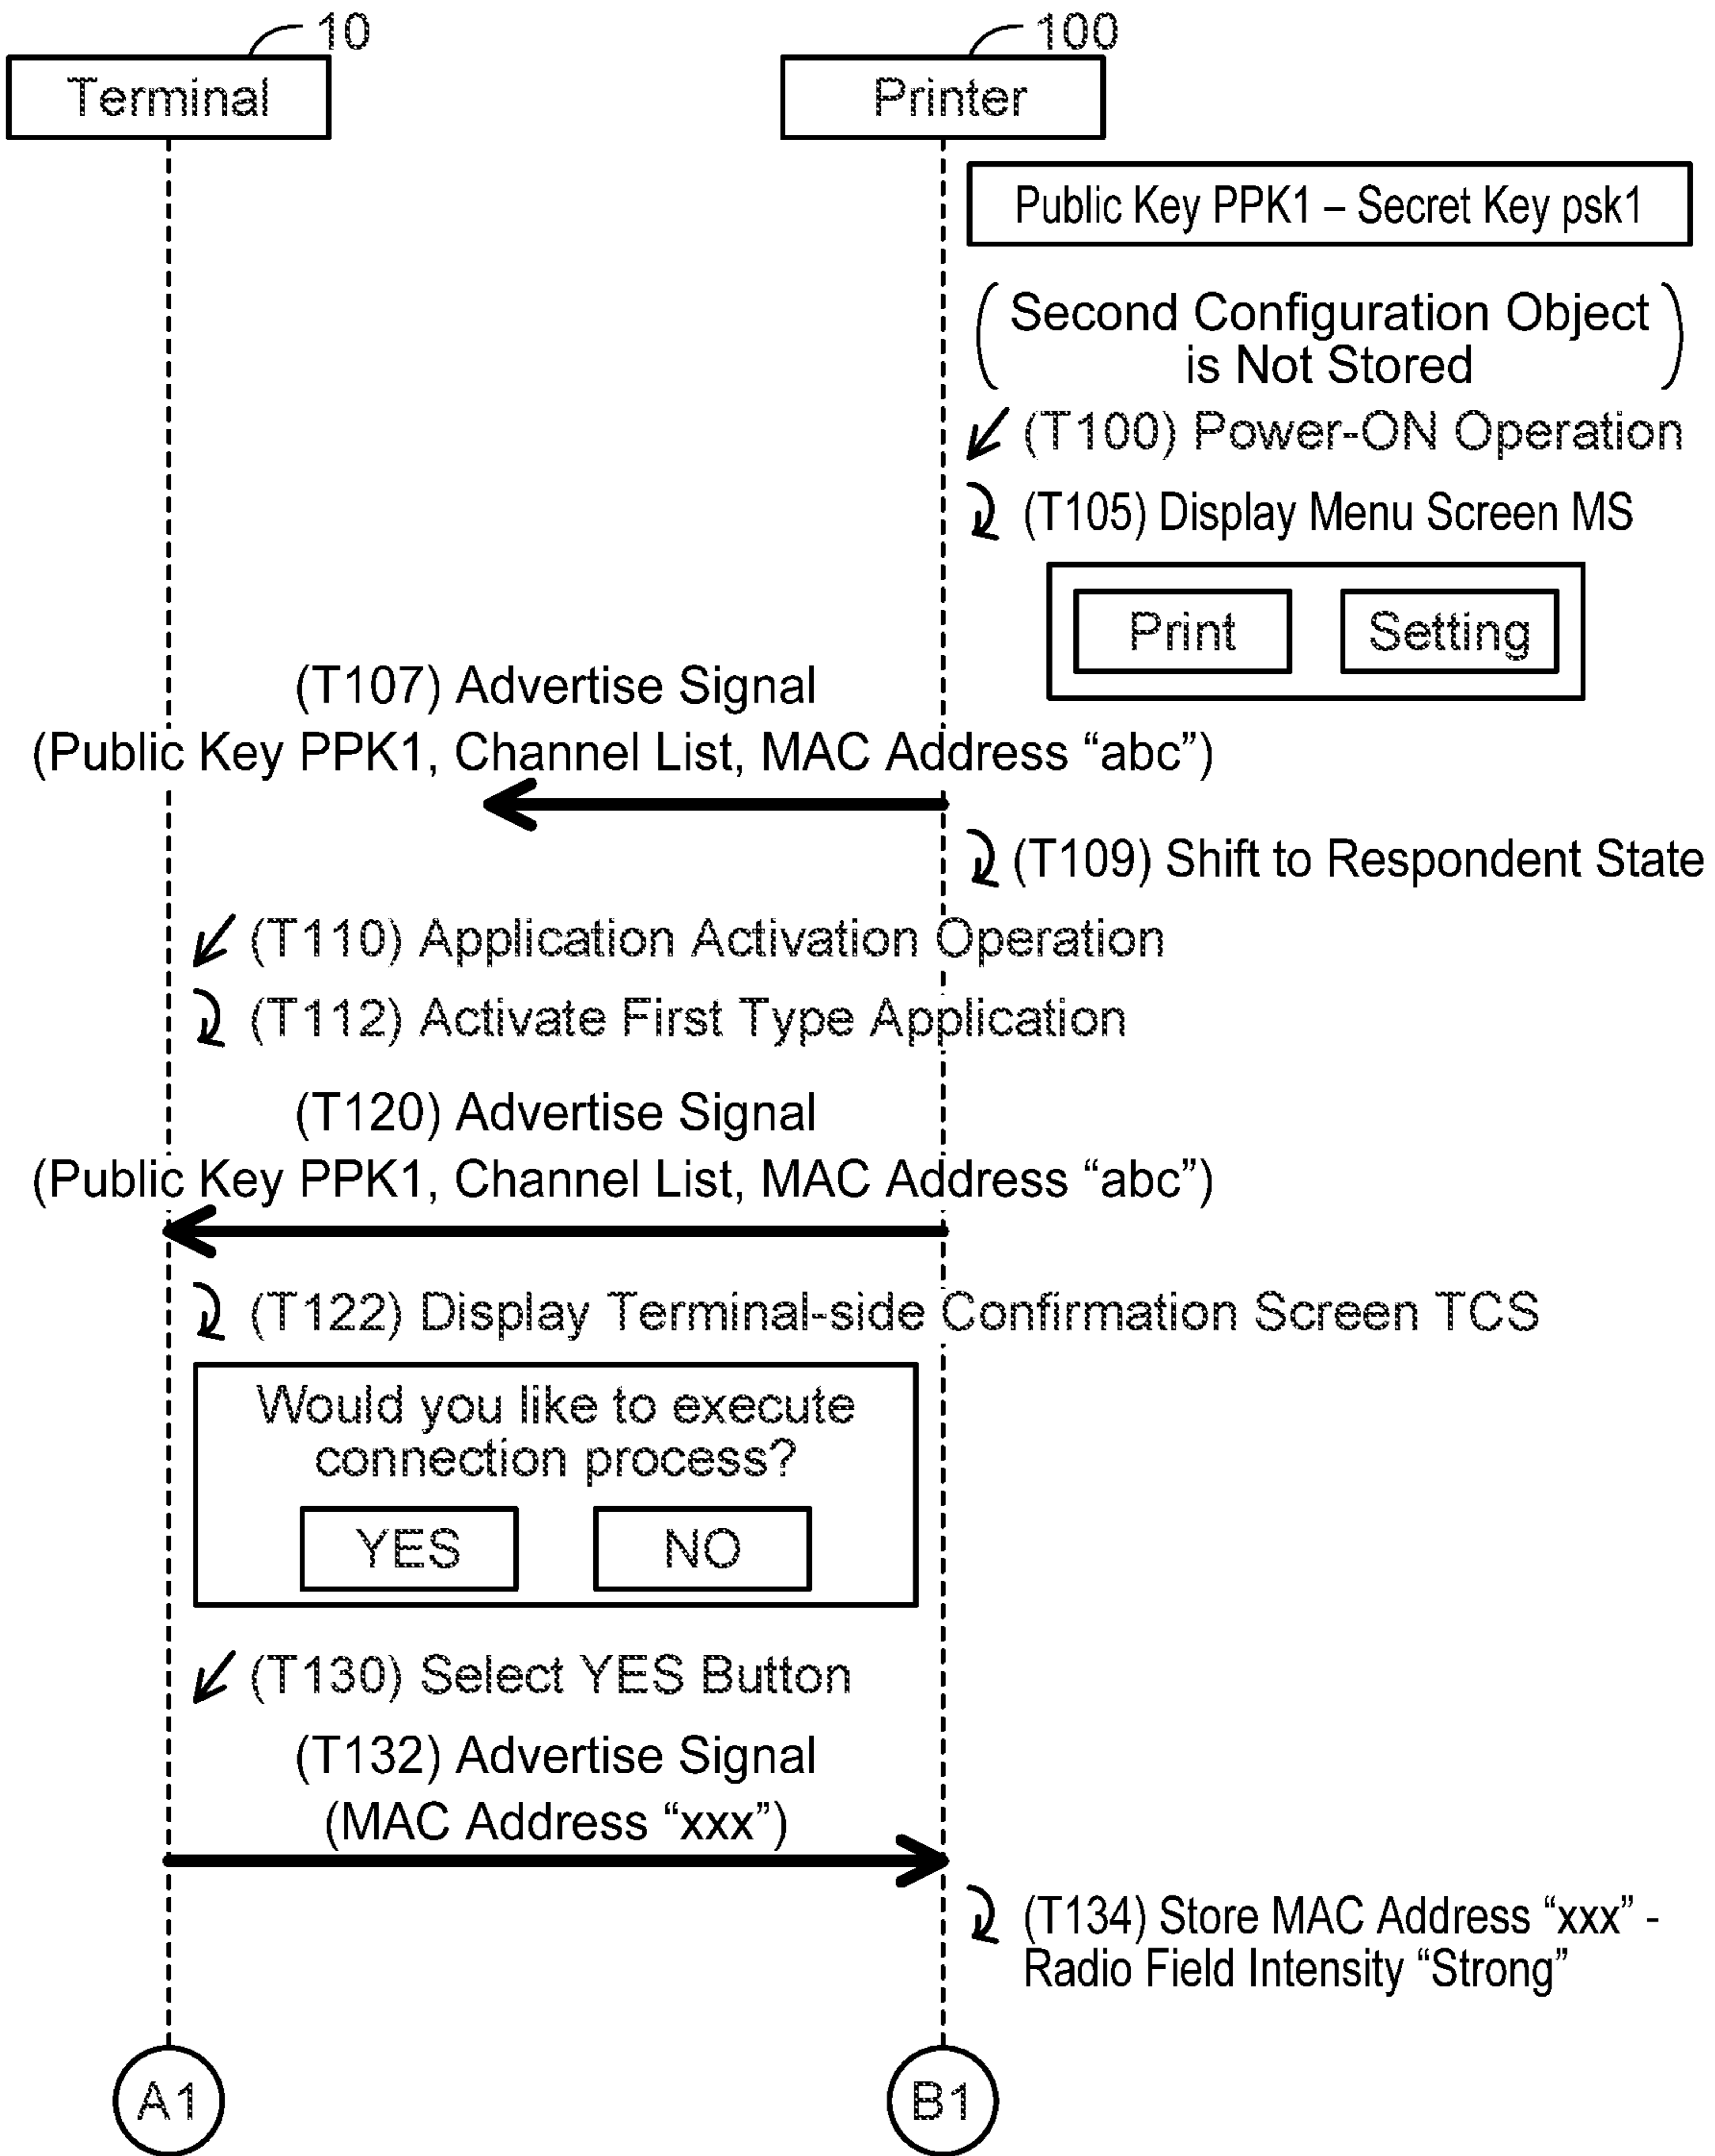 10
100
Terminal
Printer
Public Key PPK1 – Secret Key psk1
(Second Configuration Object
is Not Stored)
(T100) Power-ON Operation
(T105) Display Menu Screen MS
Print
Setting
(T107) Advertise Signal
(Public Key PPK1, Channel List, MAC Address “abc”)
(T109) Shift to Respondent State
(T110) Application Activation Operation
(T112) Activate First Type Application
(T120) Advertise Signal
(Public Key PPK1, Channel List, MAC Address “abc”)
(T122) Display Terminal-side Confirmation Screen TCS
Would you like to execute
connection process?
YES
NO
(T130) Select YES Button
(T132) Advertise Signal
(MAC Address “xxx”)
(T134) Store MAC Address “xxx” -
Radio Field Intensity “Strong”
A1
B1